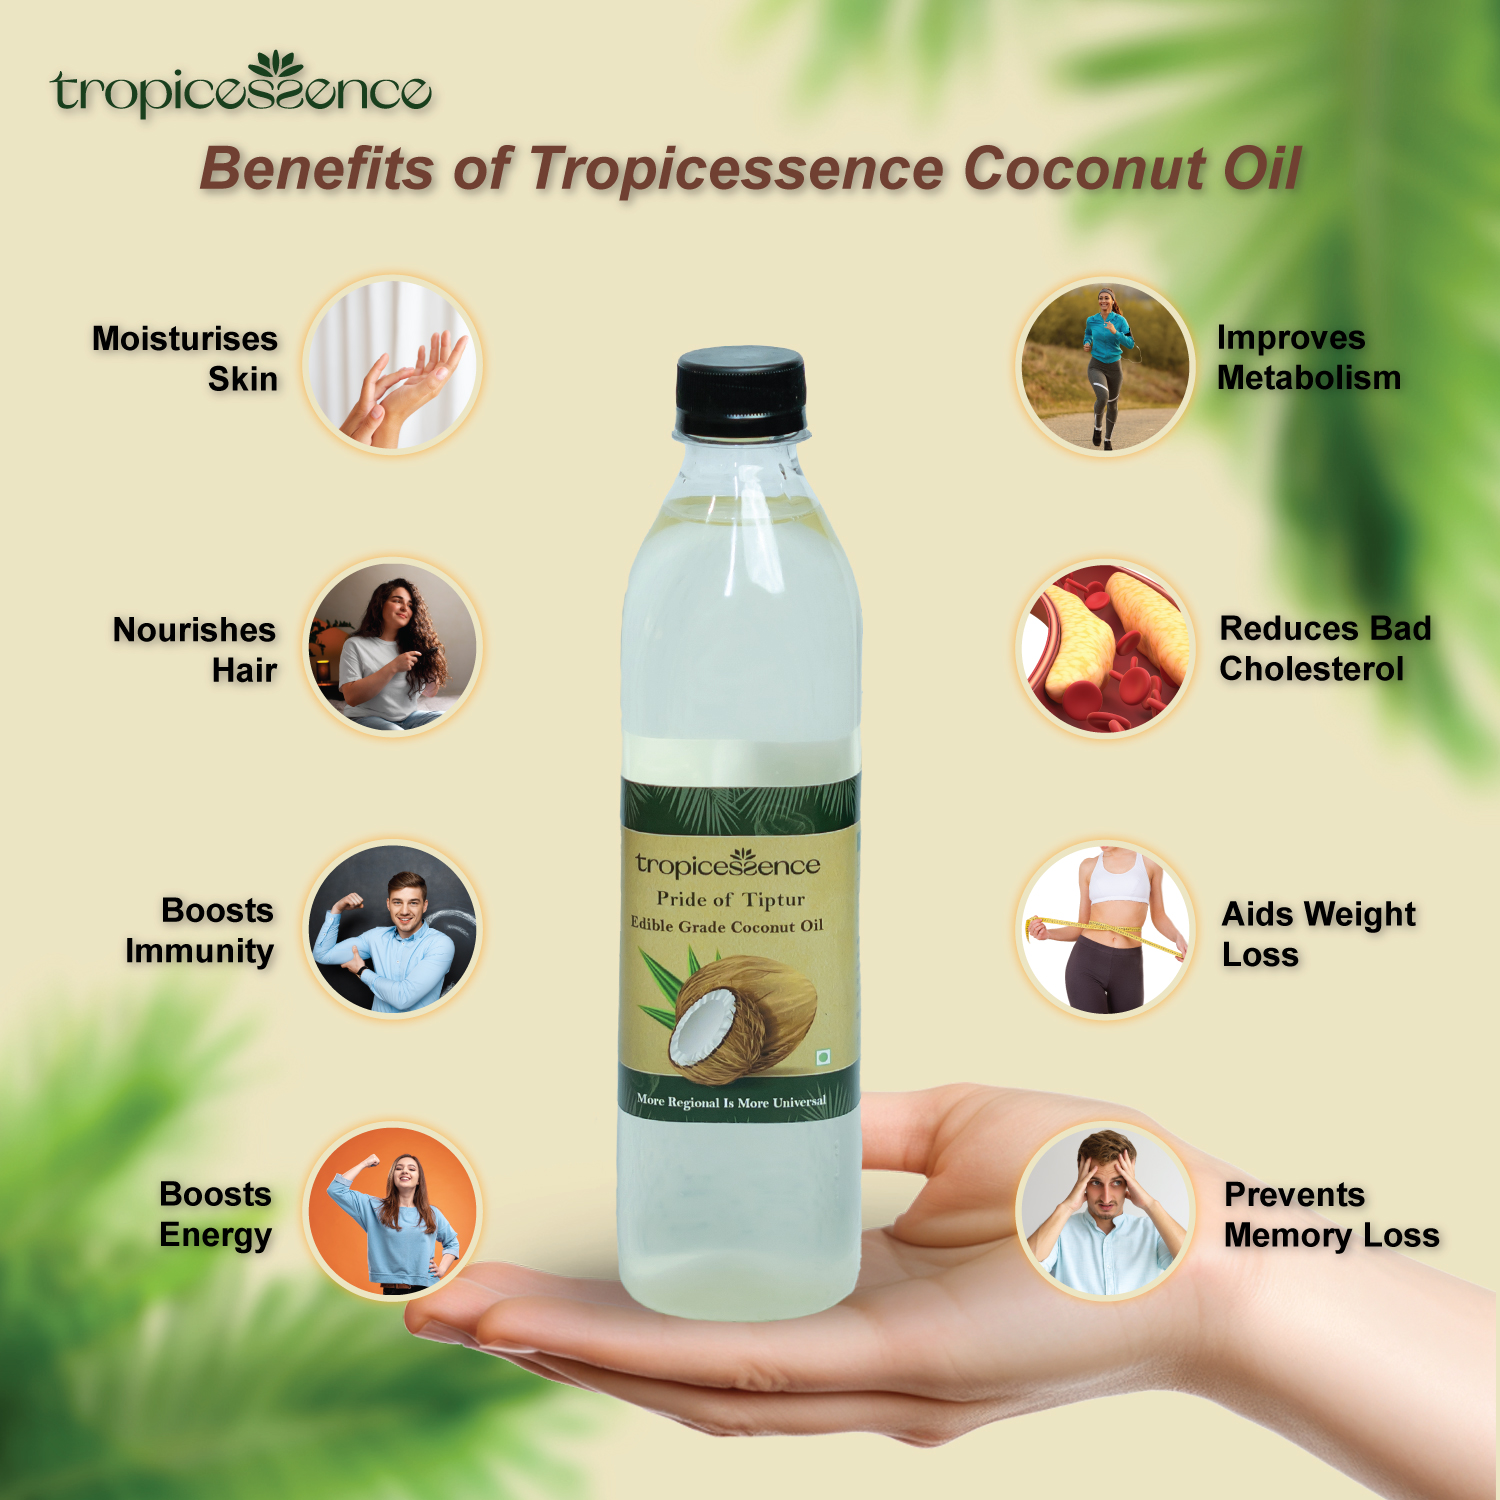 tropicessence
Benefits of Tropicessence Coconut Oil
Moisturises
Skin
Improves
Metabolism
Nourishes
Hair
Reduces Bad
Cholesterol
Boosts
Immunity
Aids Weight
Loss
Boosts
Energy
Prevents
Memory Loss
tropicessence
Pride of Tiptur
Edible Grade Coconut Oil
More Regional Is More Universal